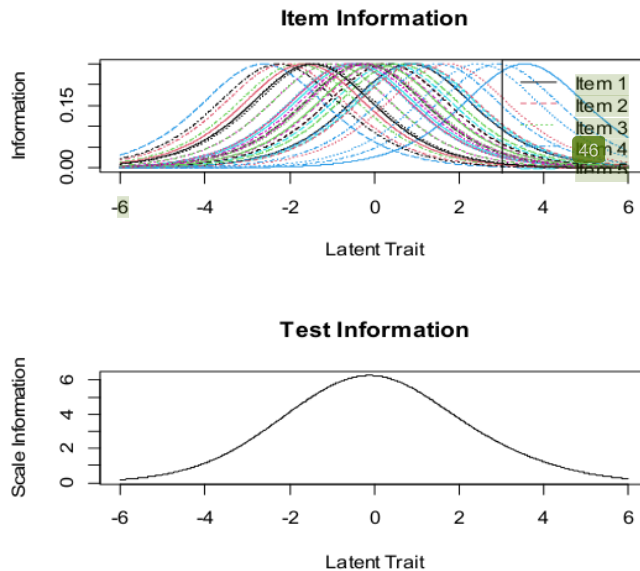 Item Information
Information
0.15
0.00
Item 1
Item 2
Item 3
46
m 4
Item 5
-6 -4 -2 0 2 4 6
Latent Trait
Test Information
Scale Information
6
4
2
0
-6 -4 -2 0 2 4 6
Latent Trait